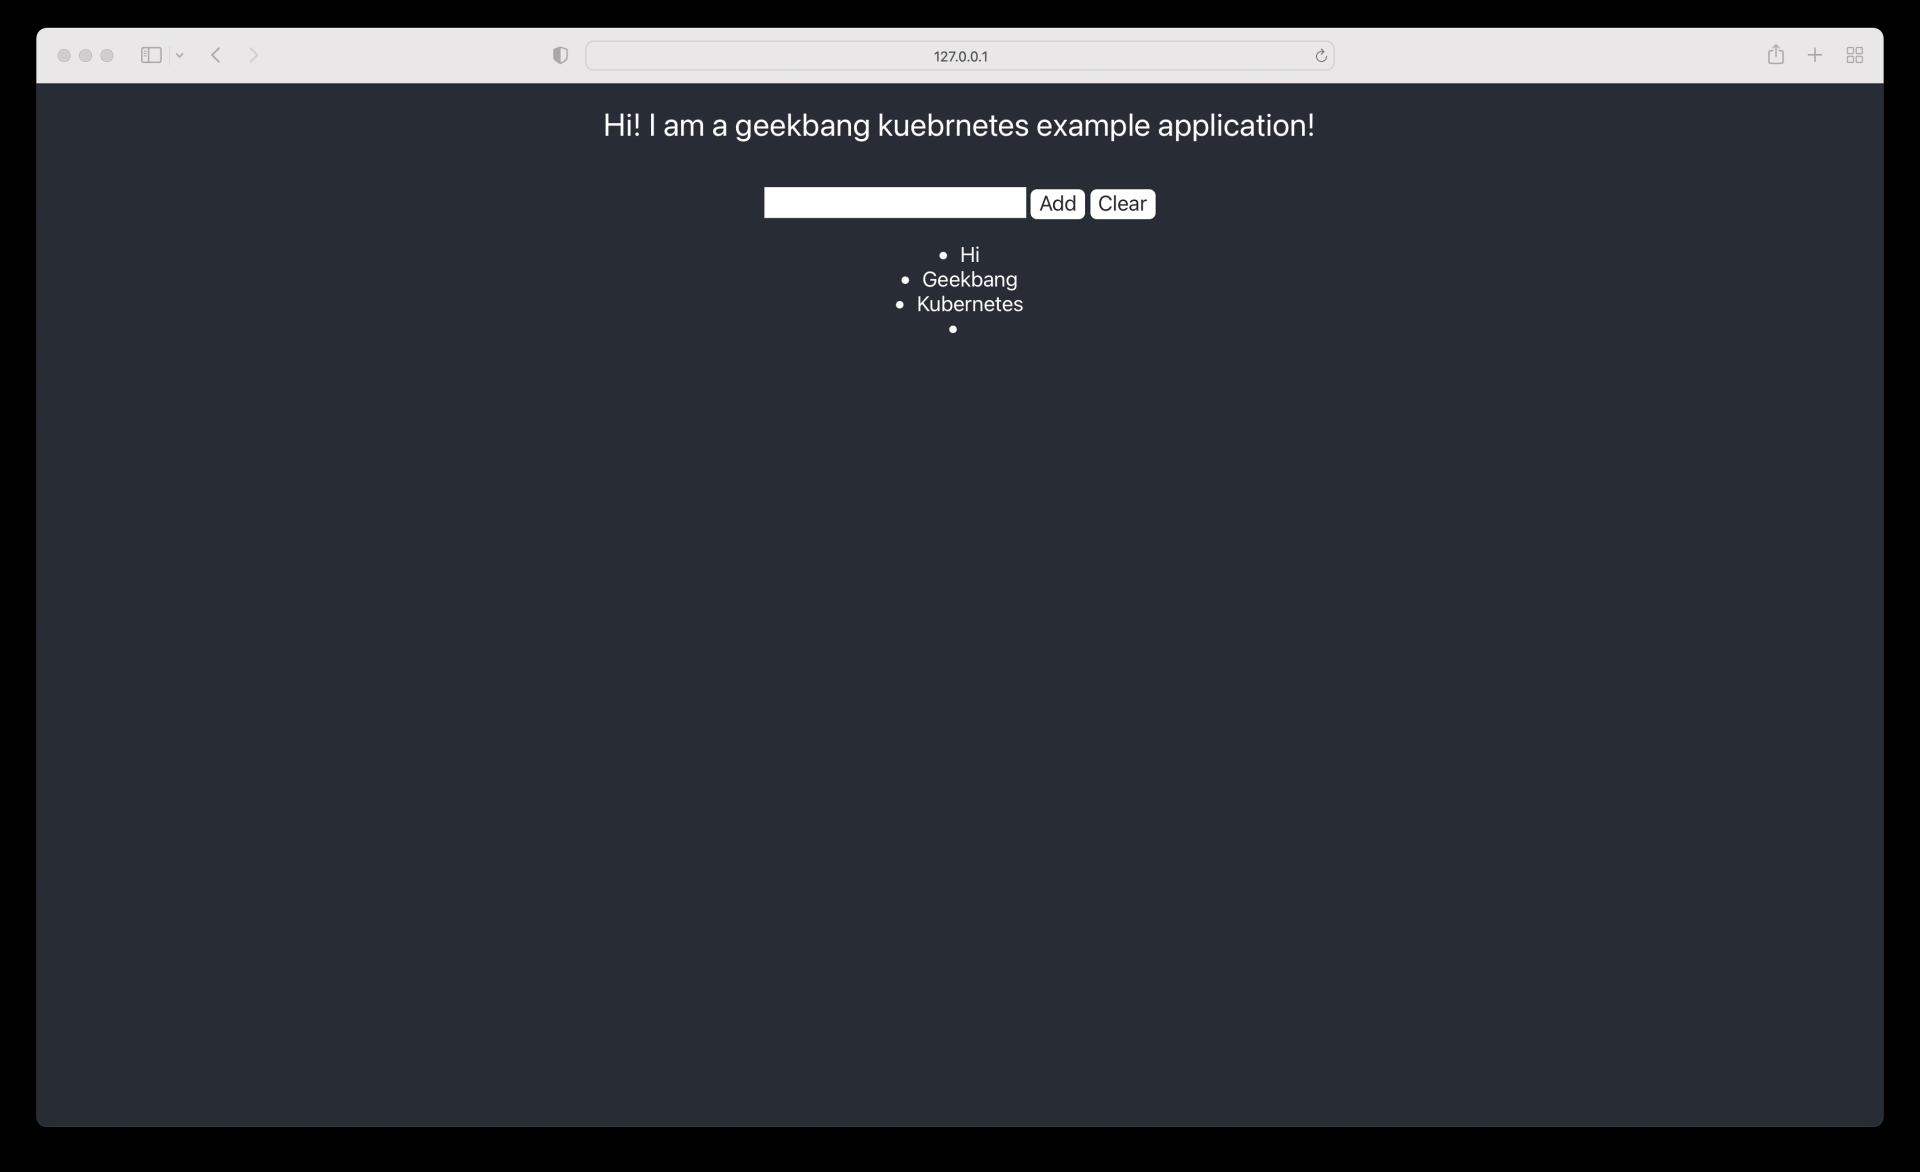 127.0.0.1
Hi! I am a geekbang kuebrnetes example application!
Add Clear
Hi
Geekbang
Kubernetes